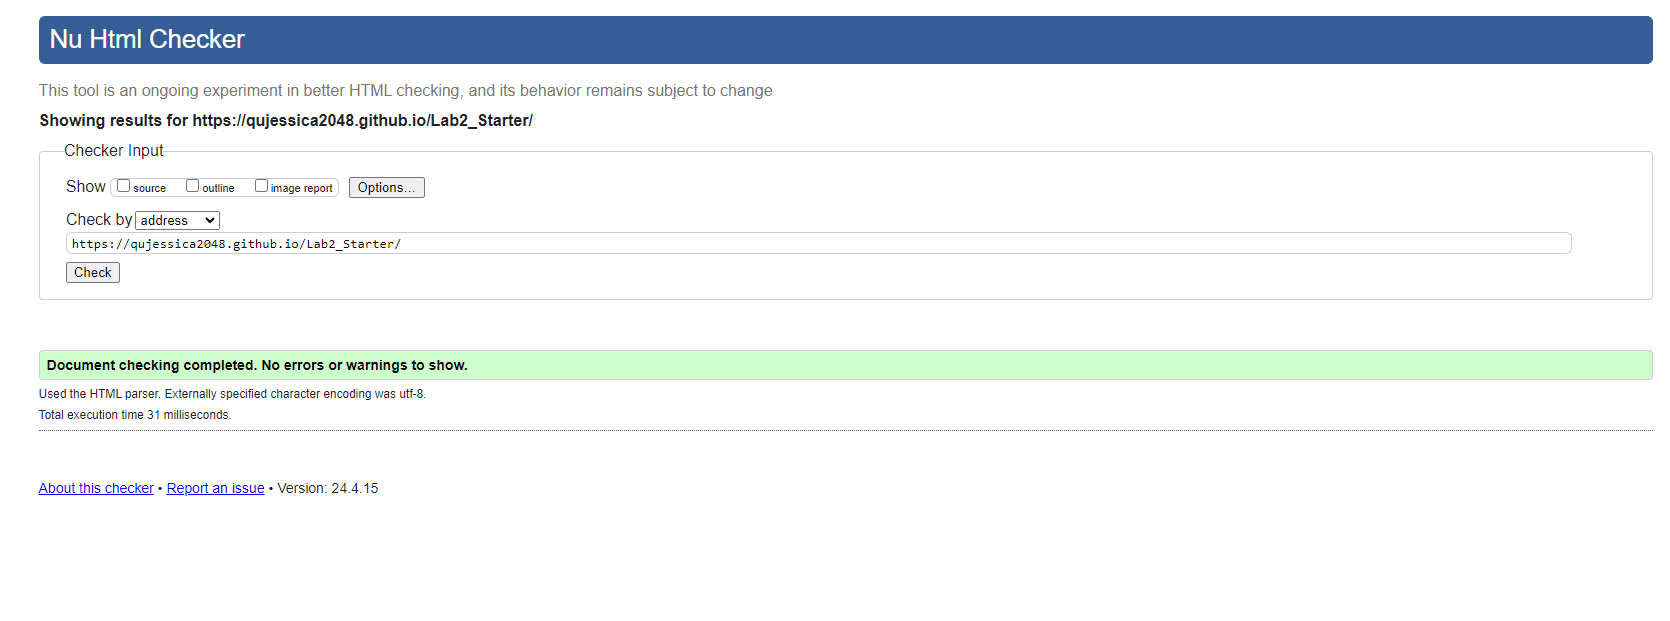 Nu Html Checker
This tool is an ongoing experiment in better HTML checking, and its behavior remains subject to change
Showing results for https://qujessica2048.github.io/Lab2_Starter/
Checker Input
Show source outline image report Options...
Check by address
https://qujessica2048.github.io/Lab2_Starter/
Check
Document checking completed. No errors or warnings to show.
Used the HTML parser. Externally specified character encoding was utf-8.
Total execution time 31 milliseconds.
About this checker • Report an issue • Version: 24.4.15